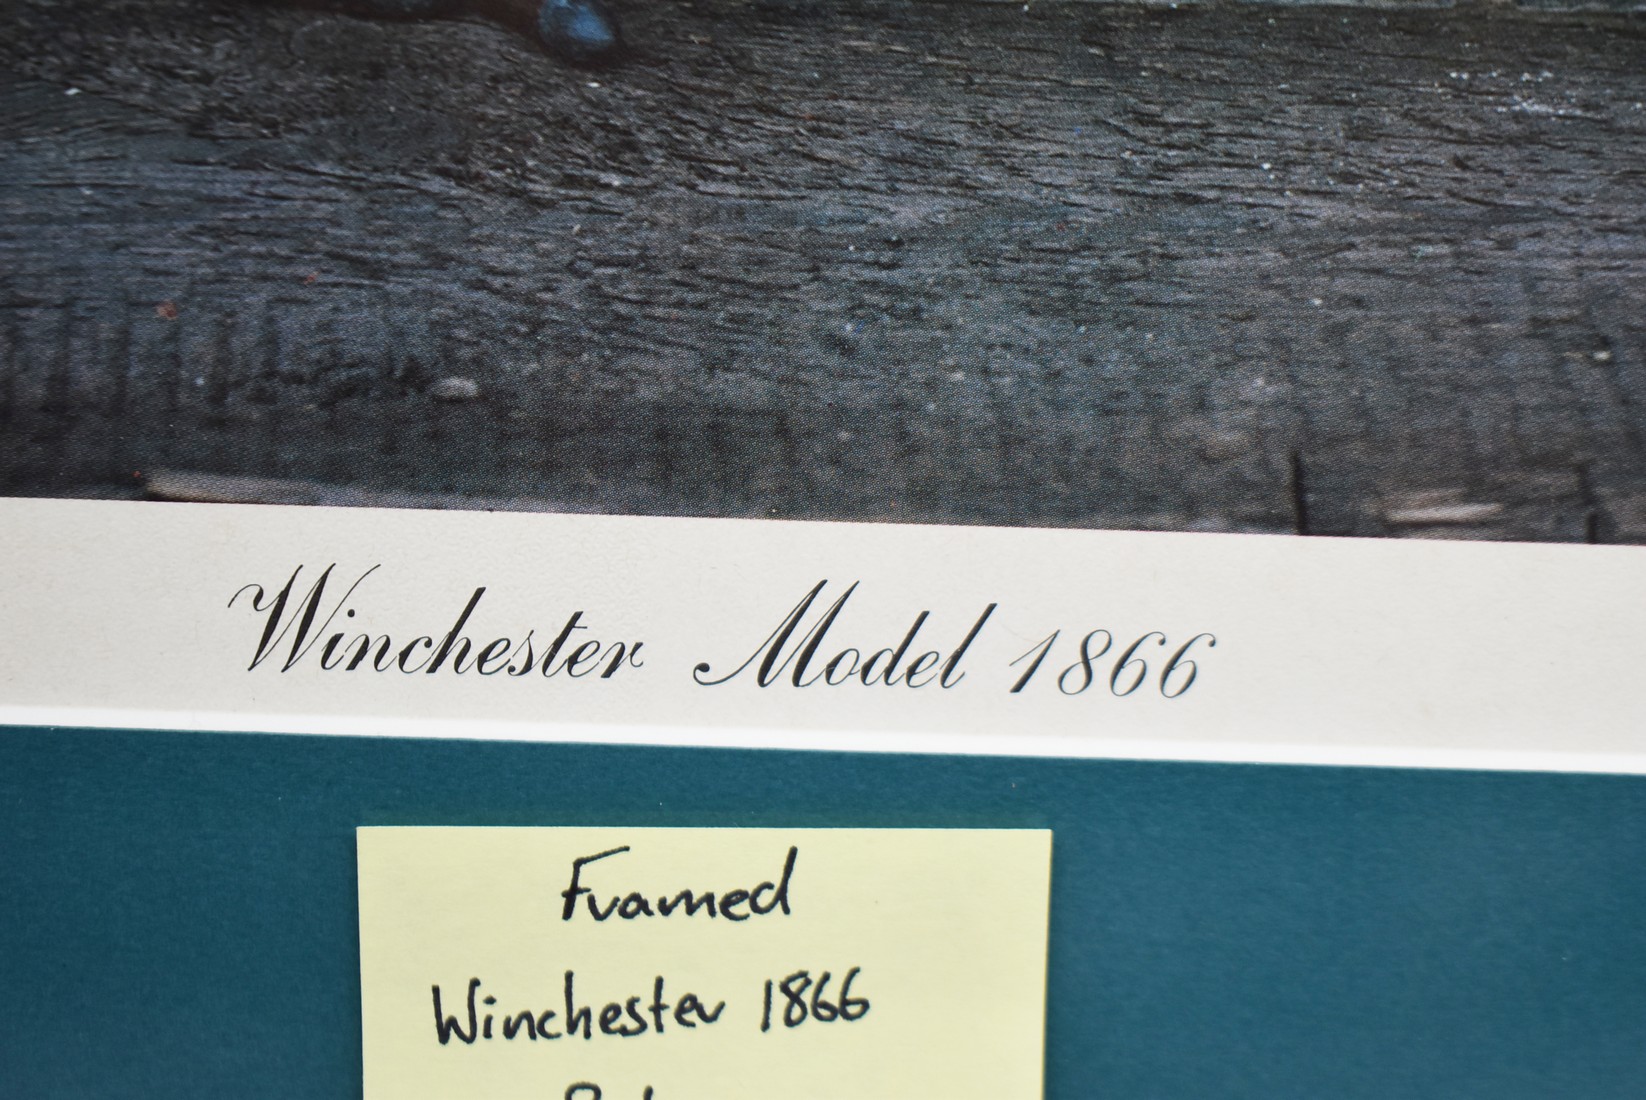 Winchester Model 1866
Framed
Winchester 1866